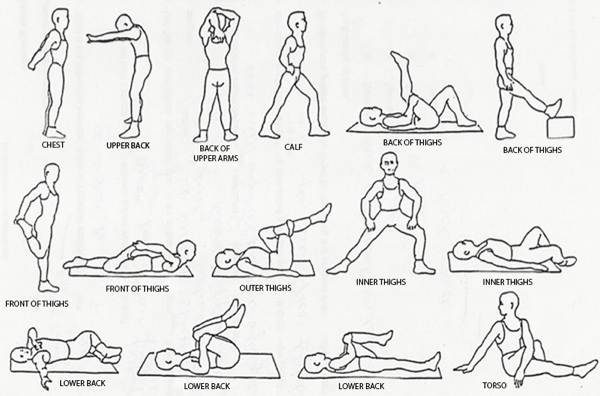 CHEST
UPPER BACK
BACK OF
UPPER ARMS
CALF
BACK OF THIGHS
BACK OF THIGHS
FRONT OF THIGHS
FRONT OF THIGHS
OUTER THIGHS
INNER THIGHS
INNER THIGHS
LOWER BACK
LOWER BACK
LOWER BACK
TORSO